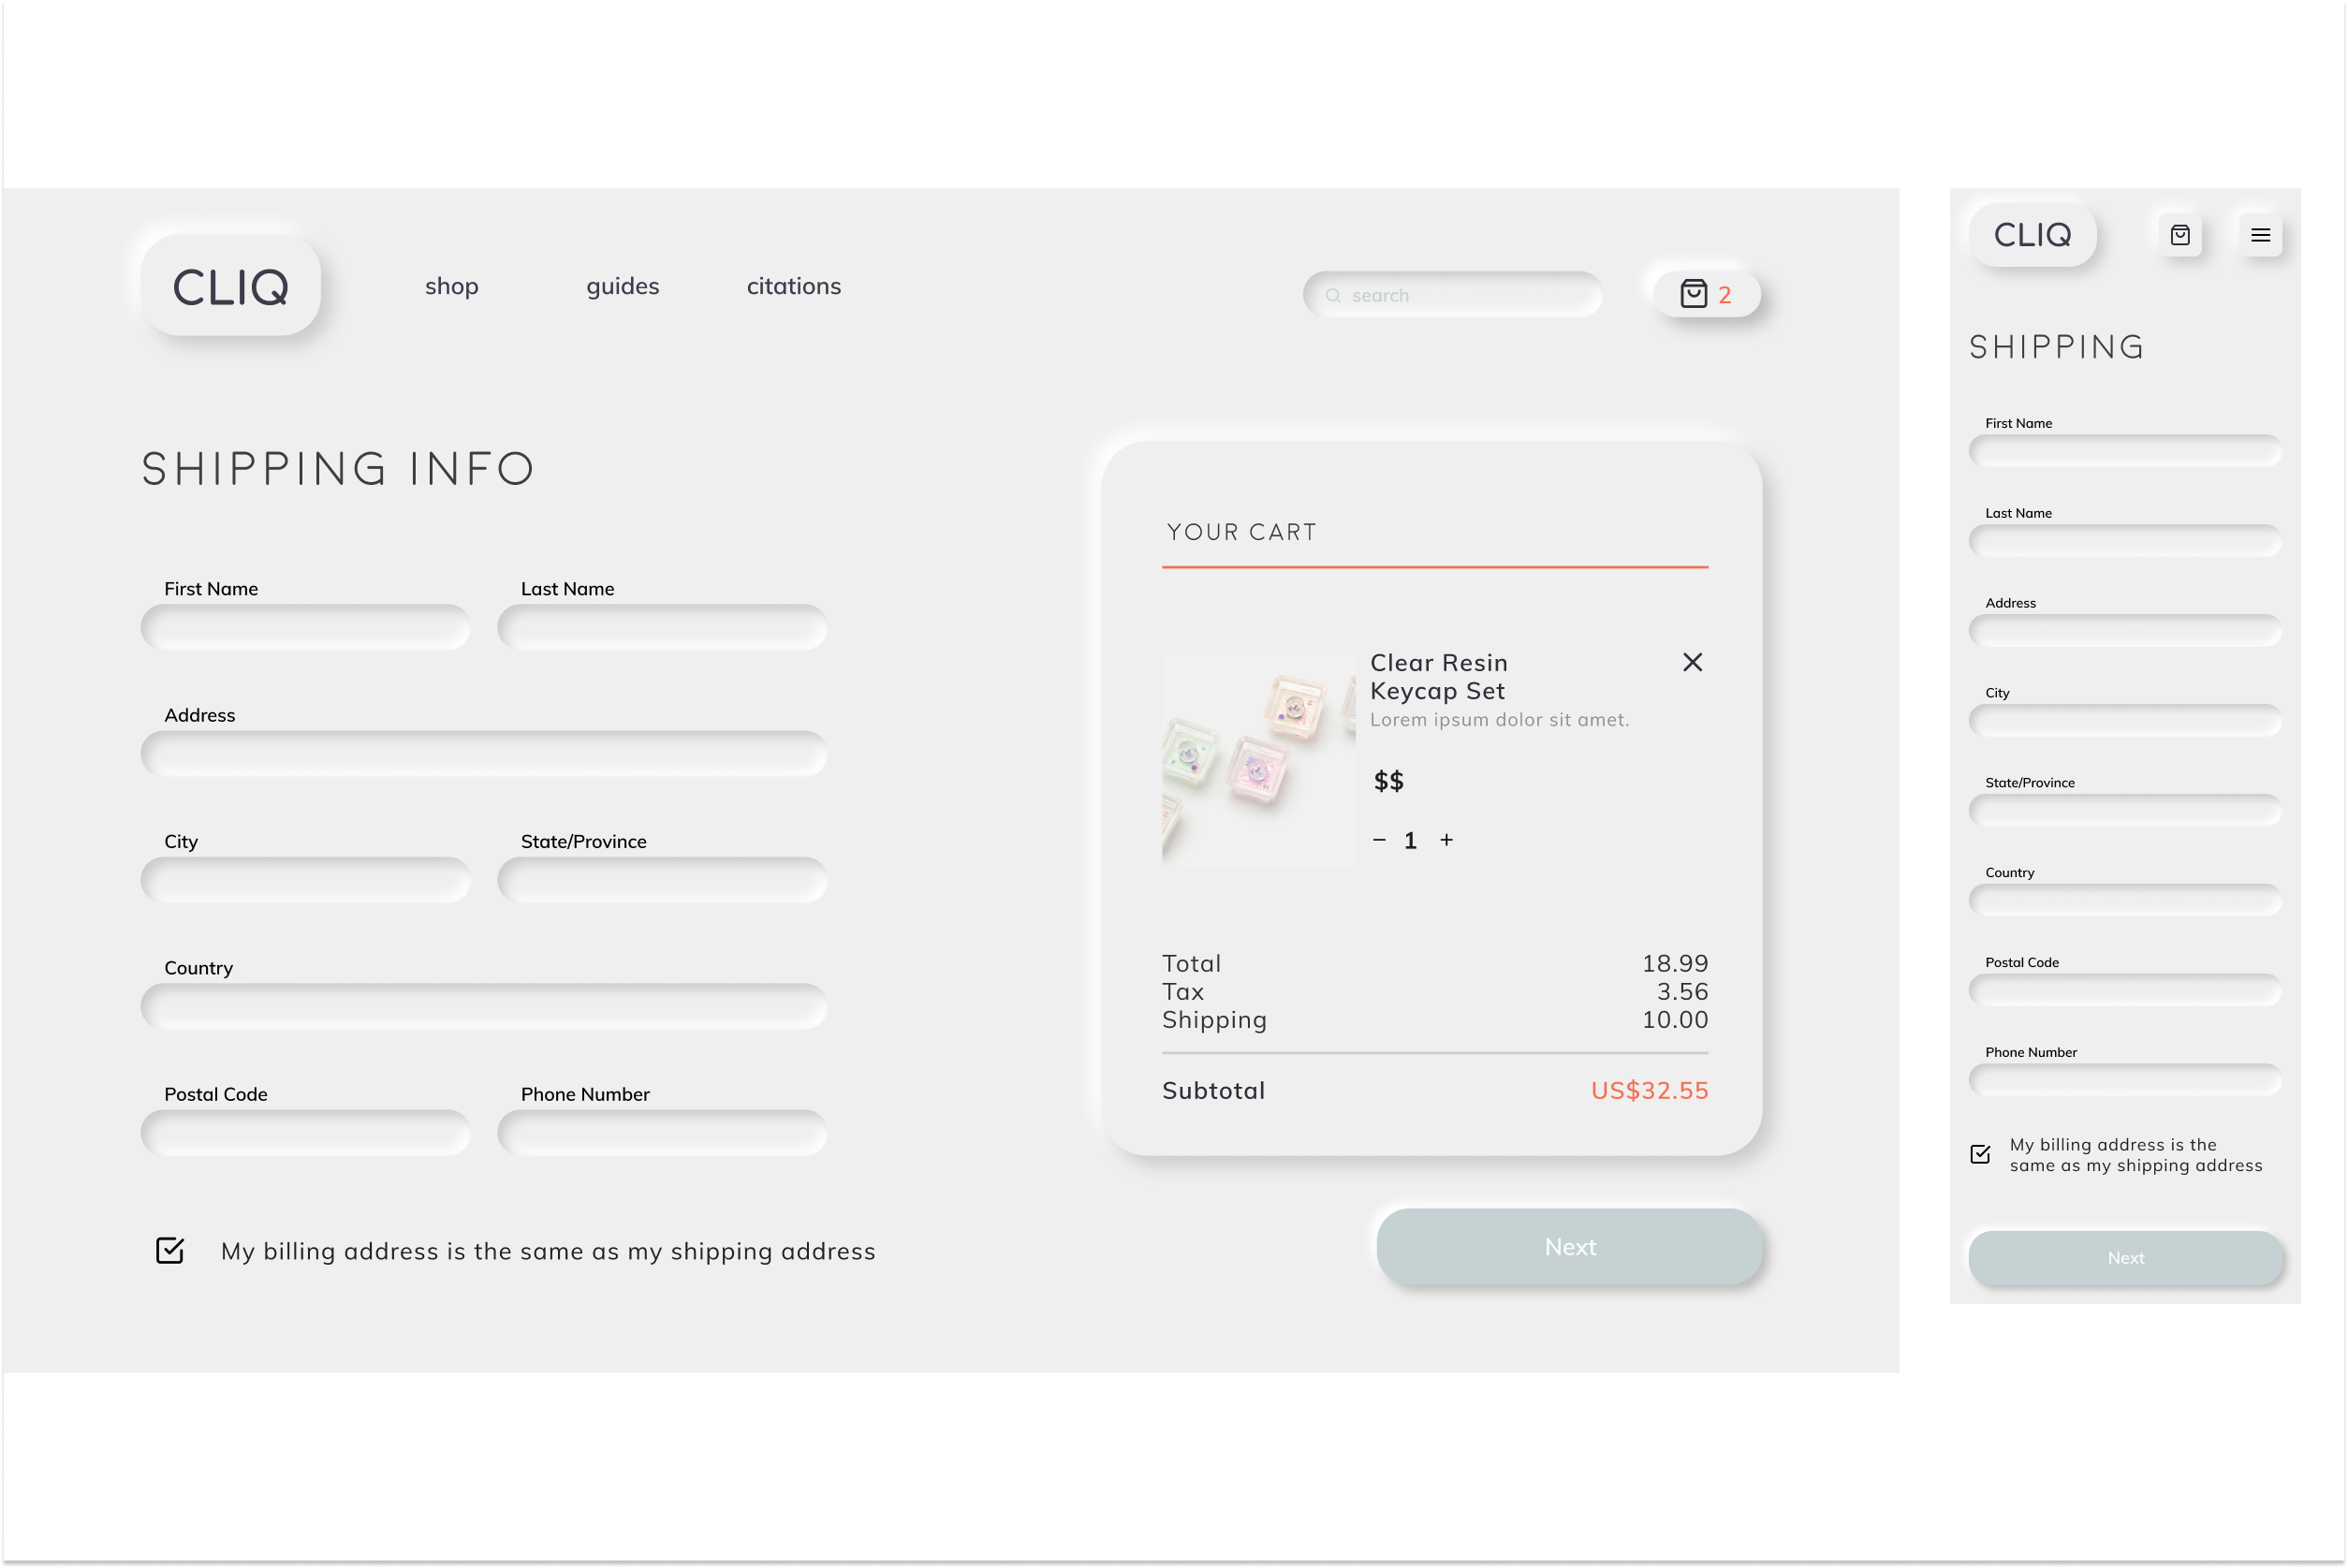 CLIQ
shop
guides
citations
search
2
SHIPPING INFO
First Name
Last Name
Address
City
State/Province
Country
Postal Code
Phone Number
My billing address is the same as my shipping address
YOUR CART
Clear Resin
Keycap Set
Lorem ipsum dolor sit amet.
$$
− 1 +
Total 18.99
Tax 3.56
Shipping 10.00
Subtotal US$32.55
Next
CLIQ
SHIPPING
First Name
Last Name
Address
City
State/Province
Country
Postal Code
Phone Number
My billing address is the
same as my shipping address
Next